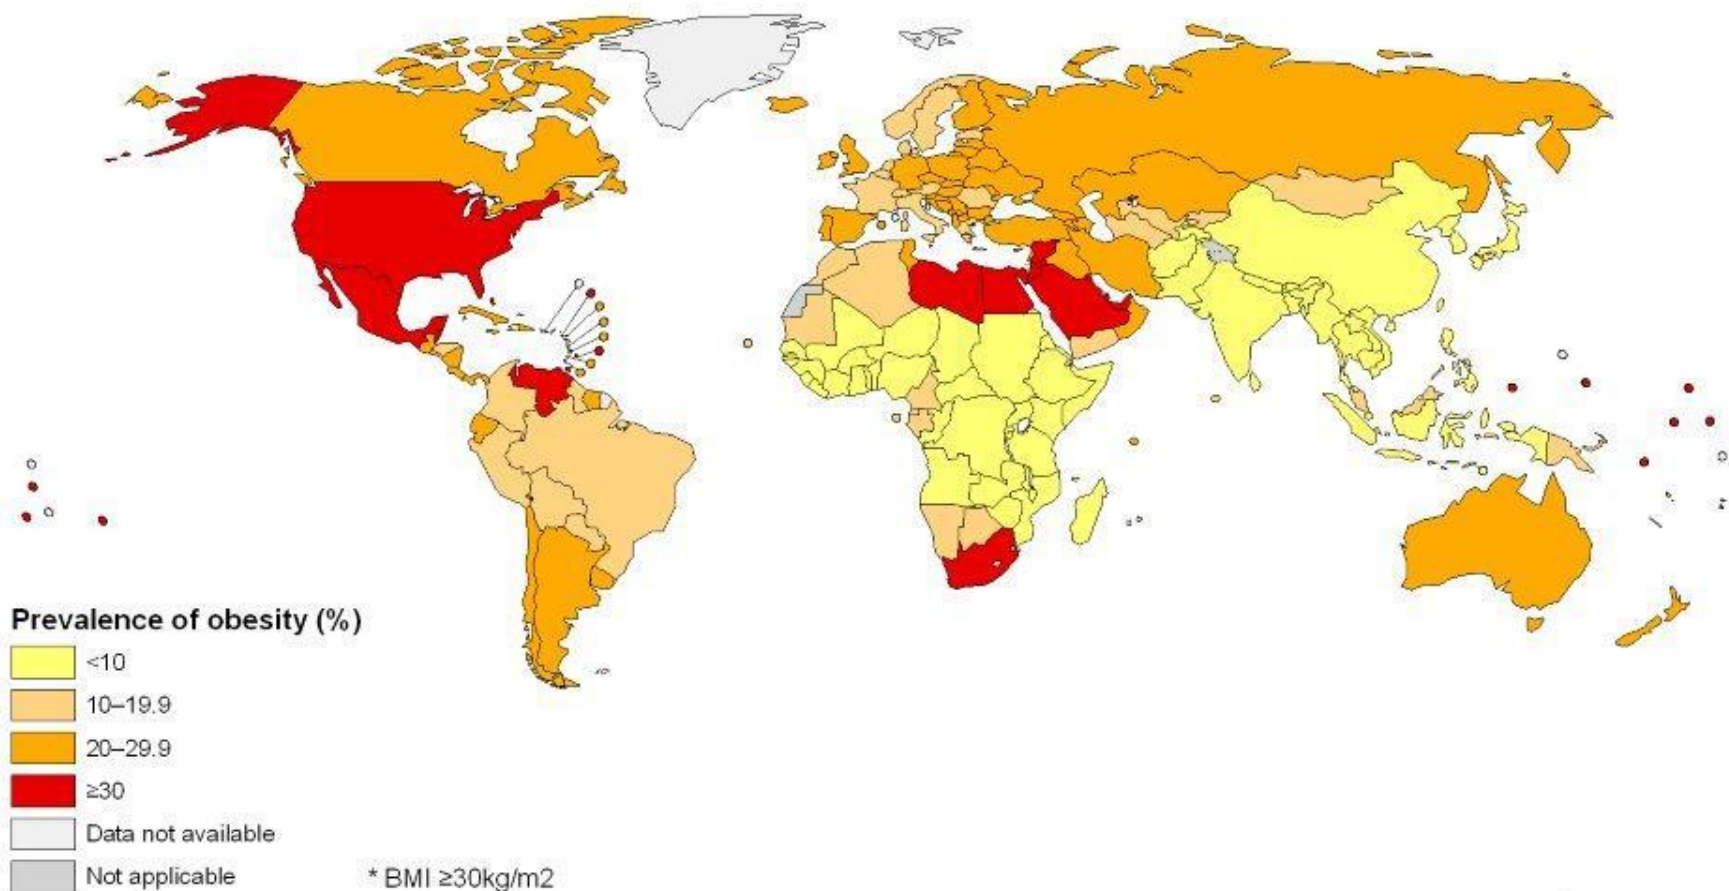 Prevalence of obesity (%)
<10
10–19.9
20–29.9
≥30
Data not available
Not applicable
* BMI ≥30kg/m2